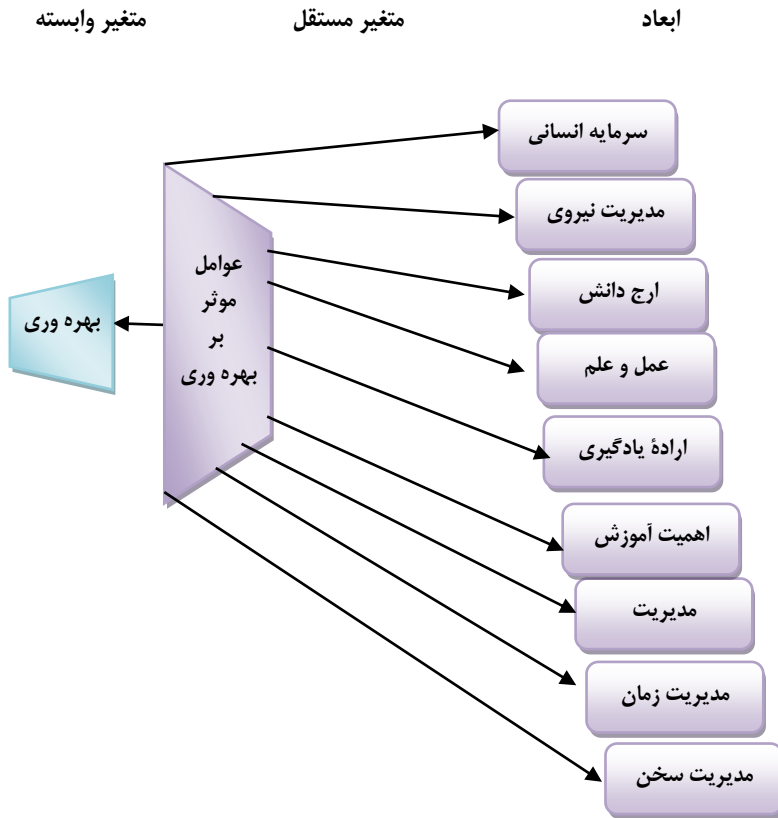 ابعاد
متغیر مستقل
متغیر وابسته
سرمایه انسانی
مدیریت نیروی
ارج دانش
عمل و علم
ارادهٔ یادگیری
اهمیت آموزش
مدیریت
مدیریت زمان
مدیریت سخن
عوامل
موثر
بر
بهره وری
بهره وری